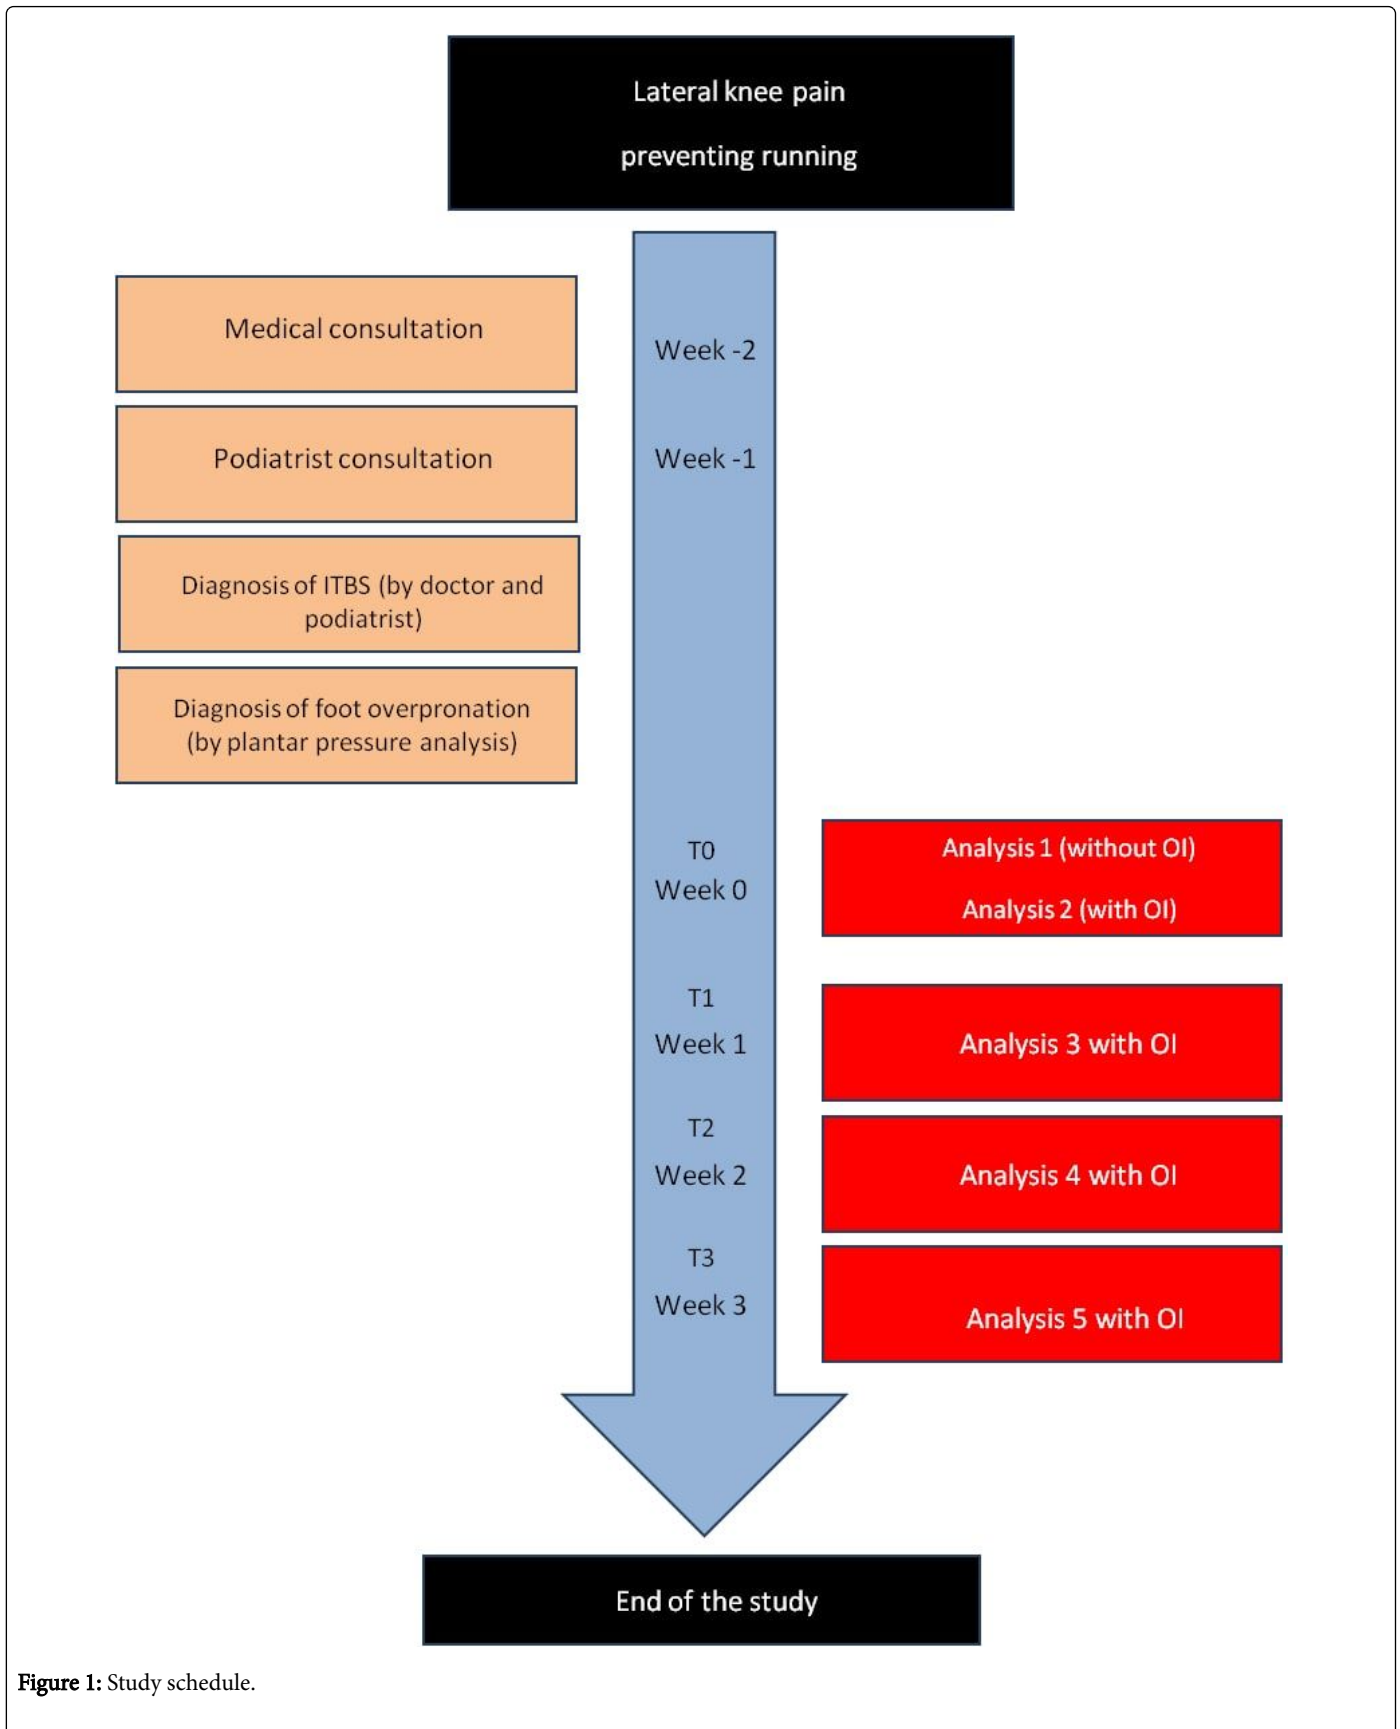 Lateral knee pain
preventing running
Medical consultation
Week -2
Podiatrist consultation
Week -1
Diagnosis of ITBS (by doctor and
podiatrist)
Diagnosis of foot overpronation
(by plantar pressure analysis)
T0
Week 0
Analysis 1 (without OI)
Analysis 2 (with OI)
T1
Week 1
Analysis 3 with OI
T2
Week 2
Analysis 4 with OI
T3
Week 3
Analysis 5 with OI
End of the study
Figure 1: Study schedule.